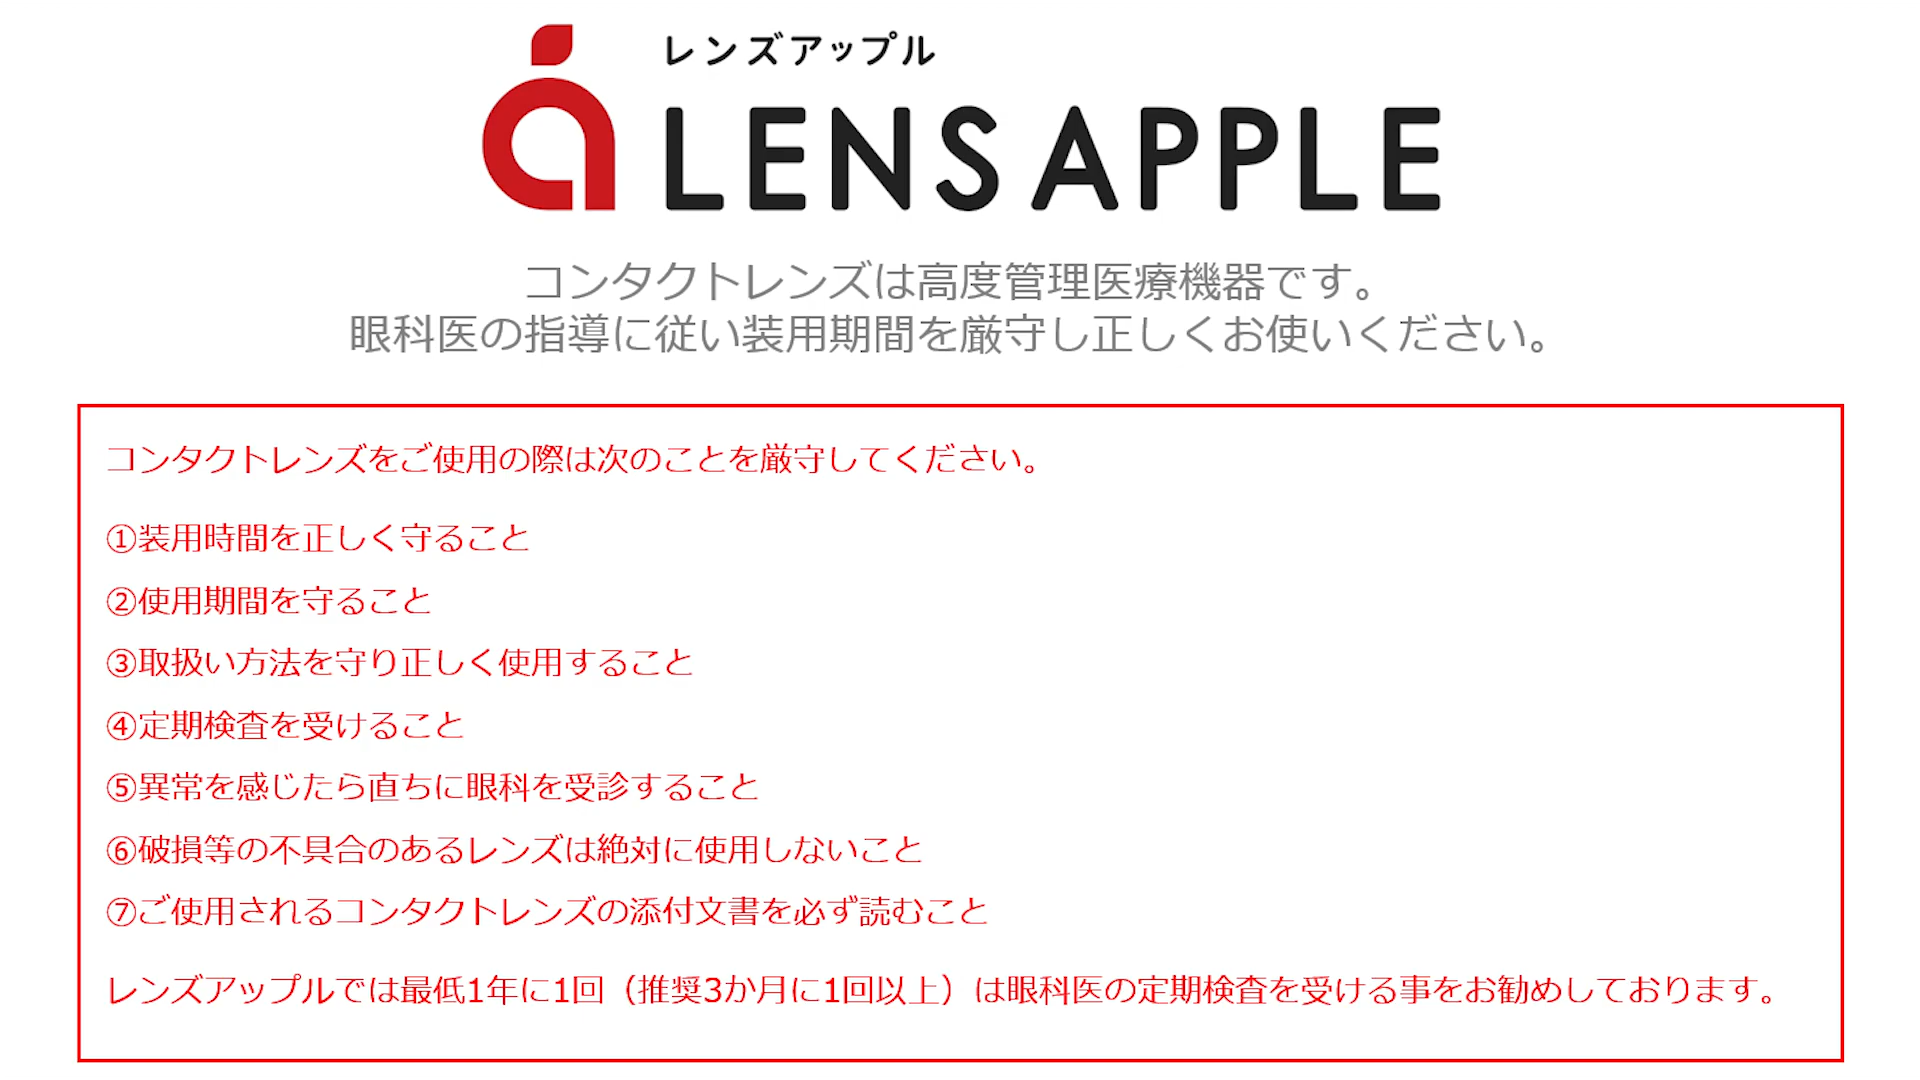 レンズアップル
LENS APPLE
コンタクトレンズは高度管理医療機器です。
眼科医の指導に従い装用期間を厳守し正しくお使いください。
コンタクトレンズをご使用の際は次のことを厳守してください。
①装用時間を正しく守ること
②使用期間を守ること
③取扱い方法を守り正しく使用すること
④定期検査を受けること
⑤異常を感じたら直ちに眼科を受診すること
⑥破損等の不具合のあるレンズは絶対に使用しないこと
⑦ご使用されるコンタクトレンズの添付文書を必ず読むこと
レンズアップルでは最低1年に1回（推奨3か月に1回以上）は眼科医の定期検査を受ける事をお勧めしております。